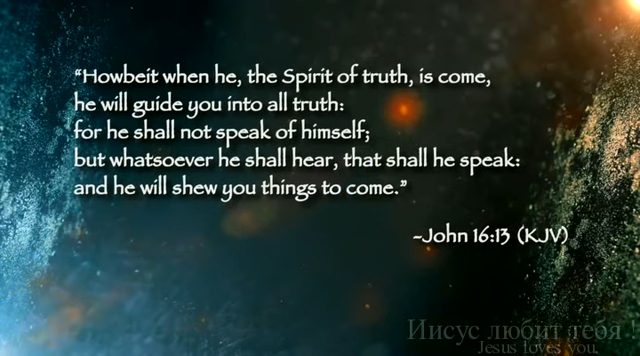 “Howbeit when he, the Spirit of truth, is come,
he will guide you into all truth:
for he shall not speak of himself;
but whatsoever he shall hear, that shall he speak:
and he will shew you things to come.”
~John 16:13 (KJV)
Иисус любит тебя
Jesus loves you.